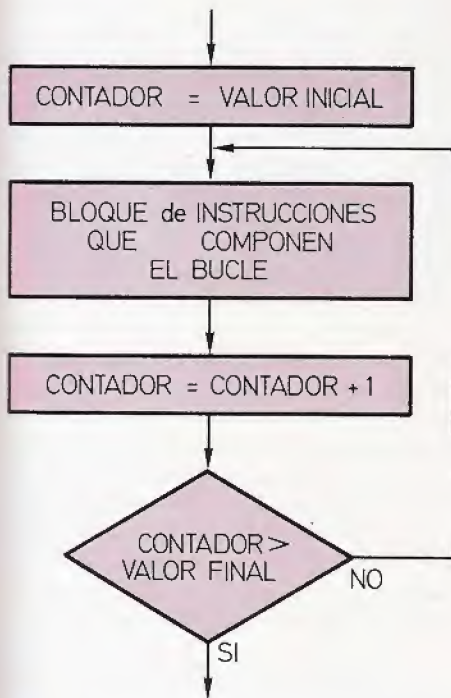 CONTADOR = VALOR INICIAL
BLOQUE de INSTRUCCIONES
QUE COMPONEN
EL BUCLE
CONTADOR = CONTADOR + 1
CONTADOR >
VALOR FINAL
NO
SI